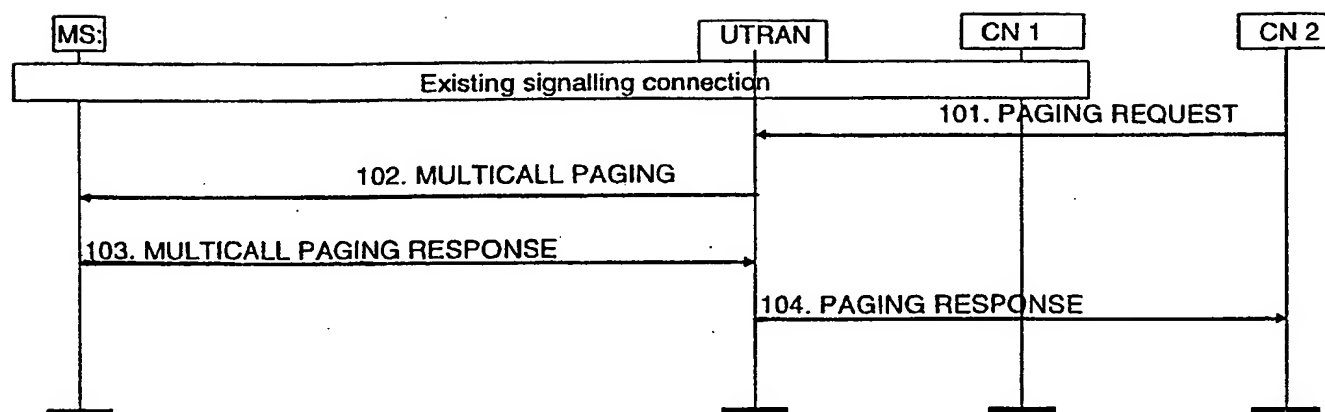 MS:
UTRAN
CN 1
CN 2
Existing signalling connection
101. PAGING REQUEST
102. MULTICALL PAGING
103. MULTICALL PAGING RESPONSE
104. PAGING RESPONSE